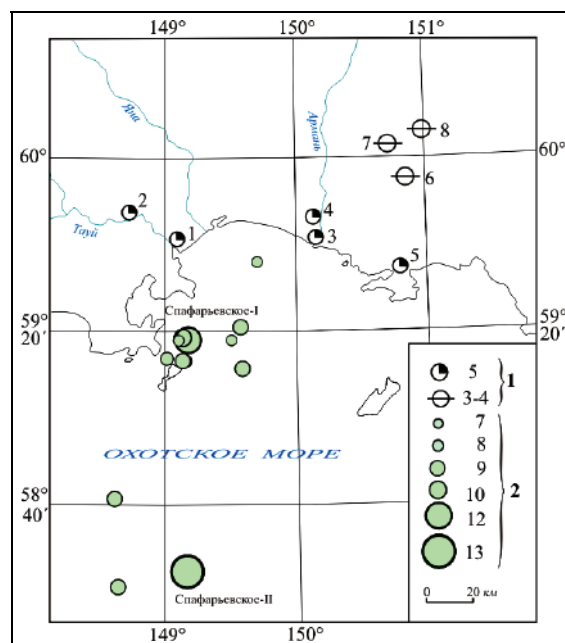 149° 150° 151°
Яна
Армань
7 8
60° 60°
6
2
4
Тауй
1 3
5
Спафарьевское-I
59° 59°
20′ 20′
5 1
3-4
7
8
ОХОТСКОЕ МОРЕ
9 2
10
58°
40′
12
13
0 20 км
Спафарьевское-II
149° 150°